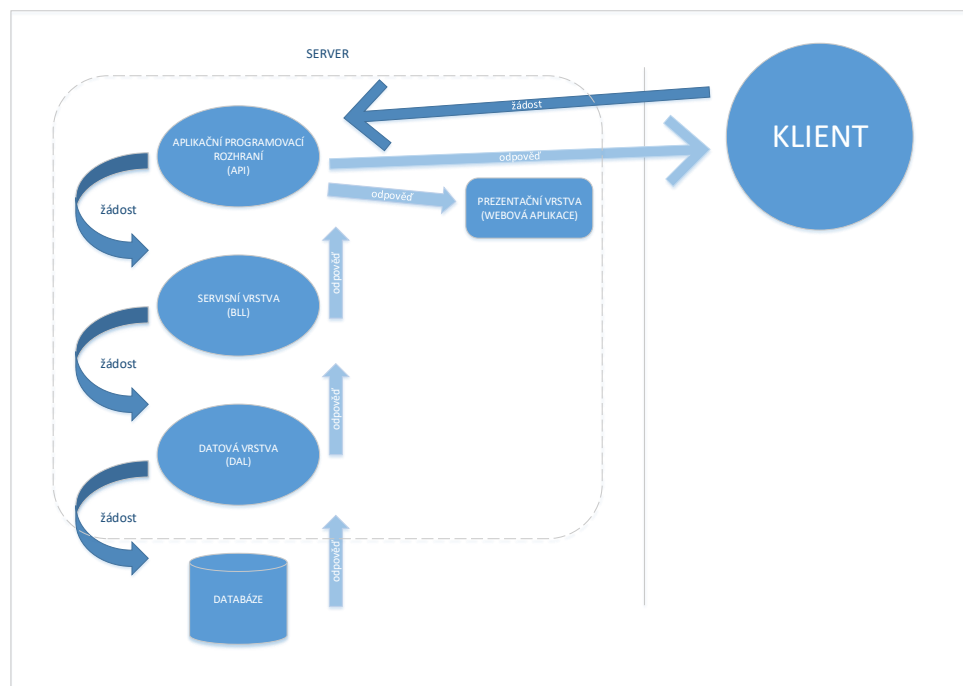 SERVER
žádost
KLIENT
APLIKAČNÍ PROGRAMOVACÍ
ROZHRANÍ
(API)
odpověď
odpověď
PREZENTAČNÍ VRSTVA
(WEBOVÁ APLIKACE)
žádost
odpověď
SERVISNÍ VRSTVA
(BLL)
žádost
odpověď
DATOVÁ VRSTVA
(DAL)
žádost
odpověď
DATABÁZE